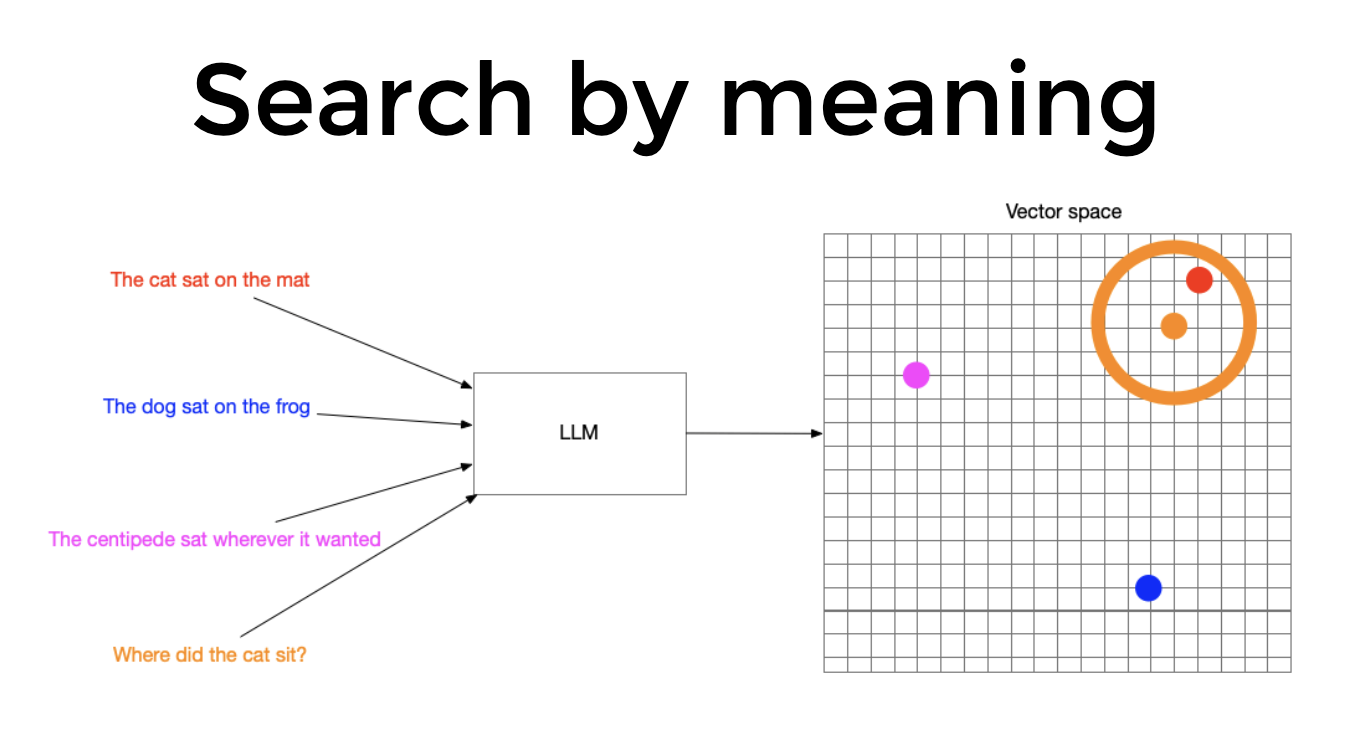 Search by meaning
Vector space
The cat sat on the mat
The dog sat on the frog
LLM
The centipede sat wherever it wanted
Where did the cat sit?